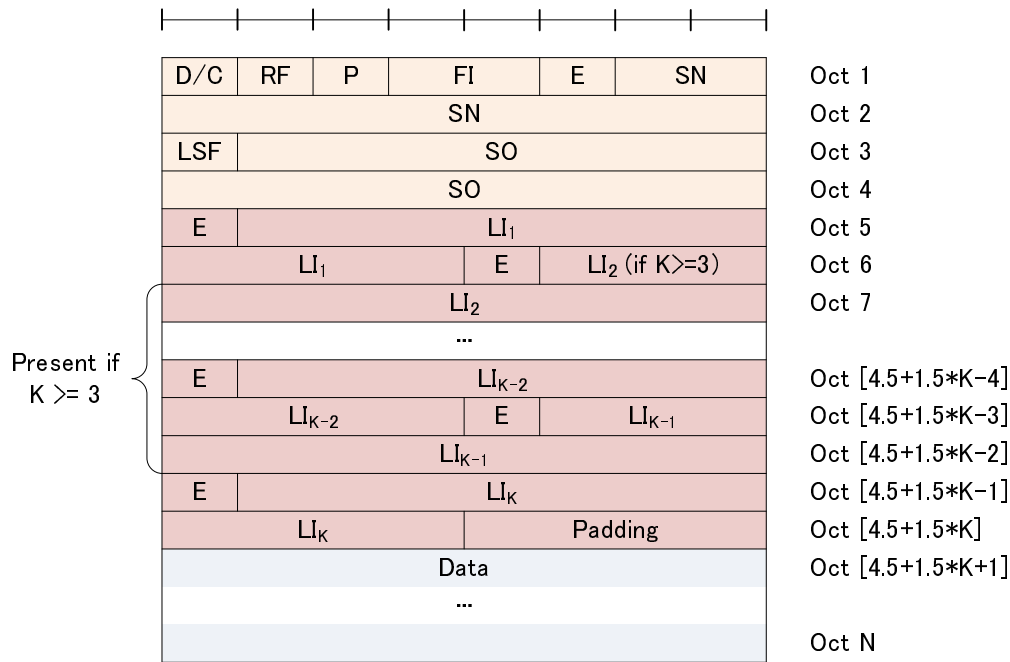 D/C RF P FI E SN Oct 1
SN Oct 2
LSF SO Oct 3
SO Oct 4
E LI₁ Oct 5
LI₁ E LI₂ (if K>=3) Oct 6
LI₂ Oct 7
...
Present if
K >= 3
E LIK-2 Oct [4.5+1.5*K-4]
LIK-2 E LIK-1 Oct [4.5+1.5*K-3]
LIK-1 Oct [4.5+1.5*K-2]
E LIK Oct [4.5+1.5*K-1]
LIK Padding Oct [4.5+1.5*K]
Data Oct [4.5+1.5*K+1]
...
Oct N